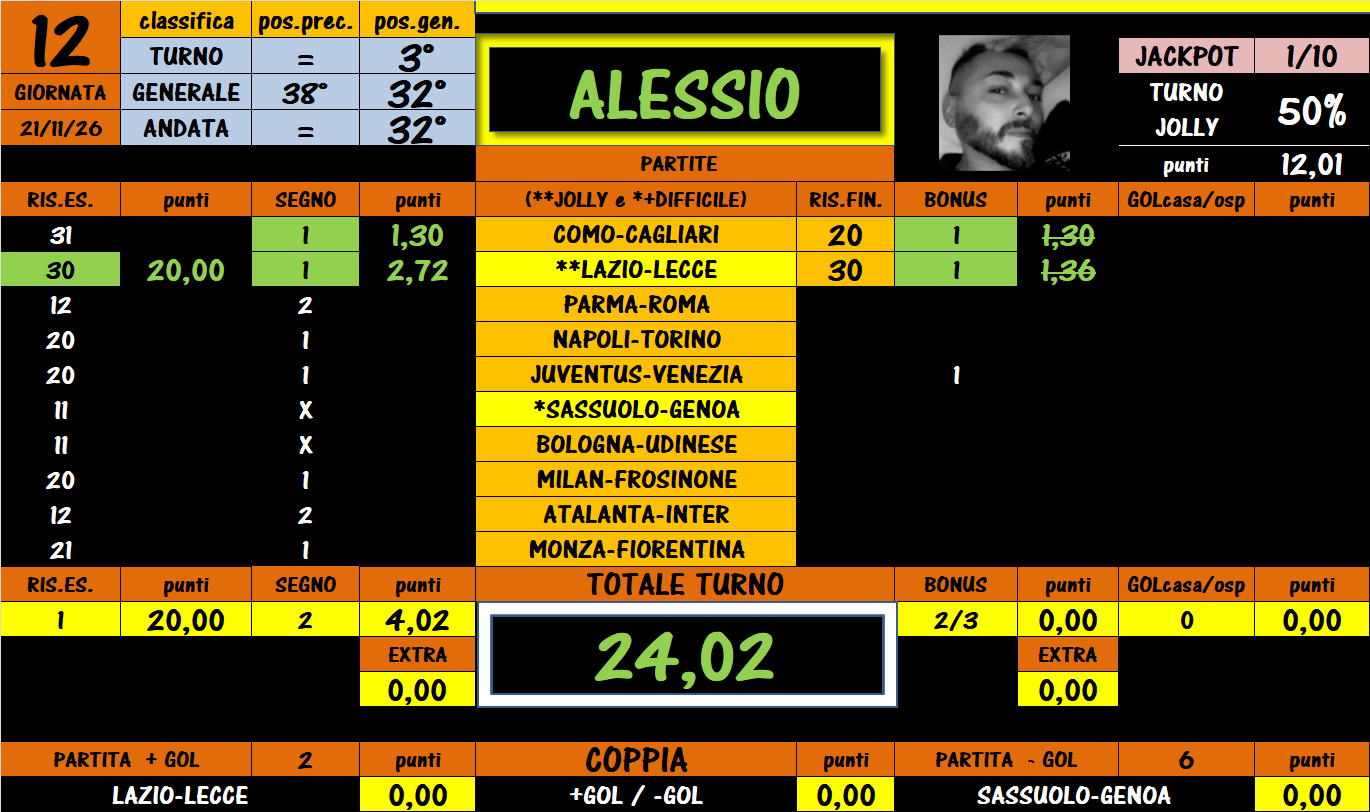 12 classifica pos.prec. pos.gen.
TURNO = 3°
GIORNATA GENERALE 38° 32°
21/11/26 ANDATA = 32°
ALESSIO
JACKPOT 1/10
TURNO JOLLY 50%
punti 12,01
PARTITE
RIS.ES. punti SEGNO punti (**JOLLY e *+DIFFICILE) RIS.FIN. BONUS punti GOLcasa/osp punti
31 1 1,30 COMO-CAGLIARI 20 1 1,30
30 20,00 1 2,72 **LAZIO-LECCE 30 1 1,36
12 2 PARMA-ROMA
20 1 NAPOLI-TORINO
20 1 JUVENTUS-VENEZIA 1
11 X *SASSUOLO-GENOA
11 X BOLOGNA-UDINESE
20 1 MILAN-FROSINONE
12 2 ATALANTA-INTER
21 1 MONZA-FIORENTINA
RIS.ES. punti SEGNO punti TOTALE TURNO BONUS punti GOLcasa/osp punti
1 20,00 2 4,02 24,02 2/3 0,00 0 0,00
EXTRA EXTRA
0,00 0,00
PARTITA + GOL 2 punti COPPIA punti PARTITA - GOL 6 punti
LAZIO-LECCE 0,00 +GOL / -GOL 0,00 SASSUOLO-GENOA 0,00